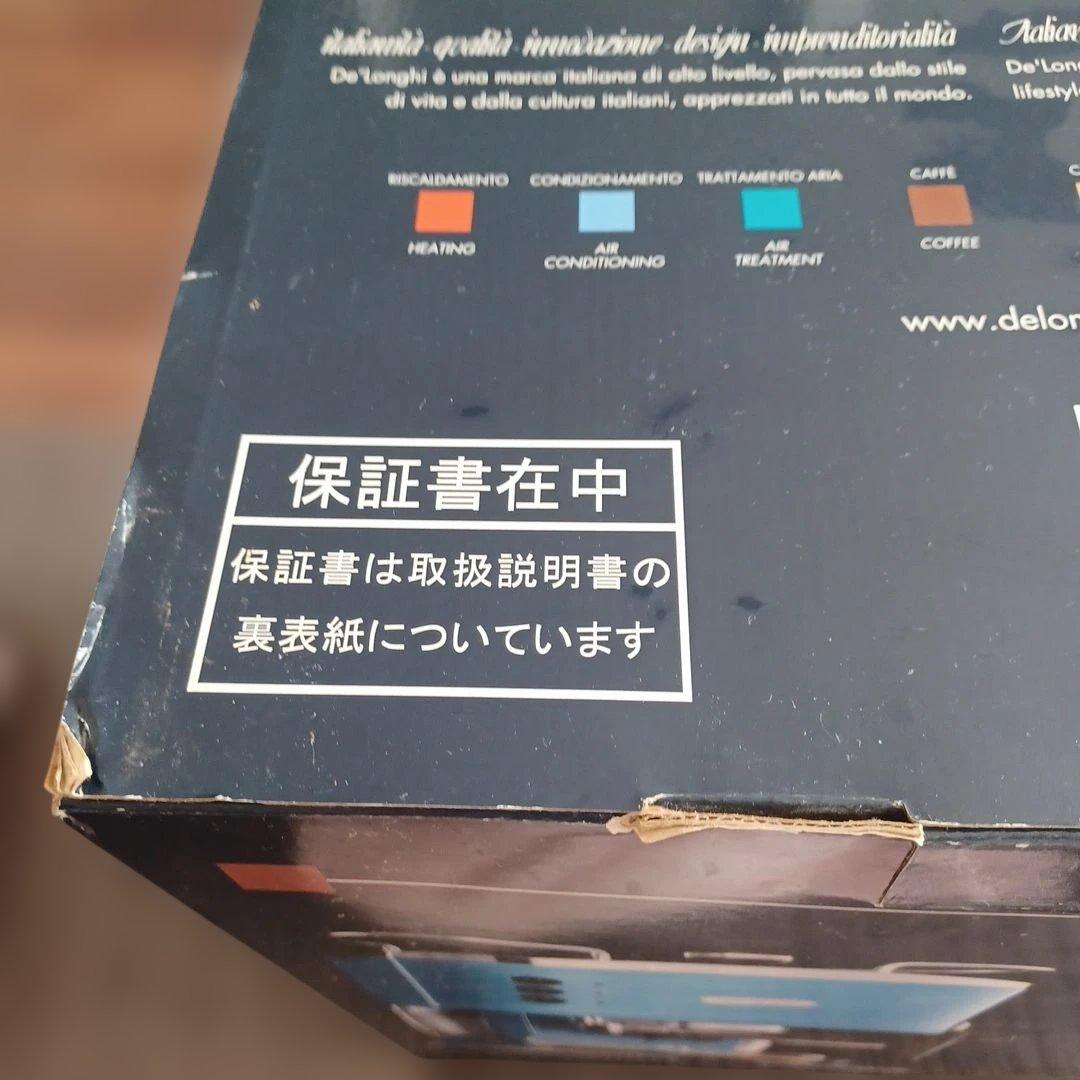 italianità qualità innovazione design imprenditorialità
De'Longhi è una marca italiana di alto livello, pervasa dallo stile
De'Lon
di vita e dalla cultura italiani, apprezzati in tutto il mondo.
lifestyl
RISCALDAMENTO CONDIZIONAMENTO TRATTAMENTO ARIA CAFFÈ
HEATING AIR CONDITIONING AIR TREATMENT COFFEE
www.delon
保証書在中
保証書は取扱説明書の
裏表紙についています